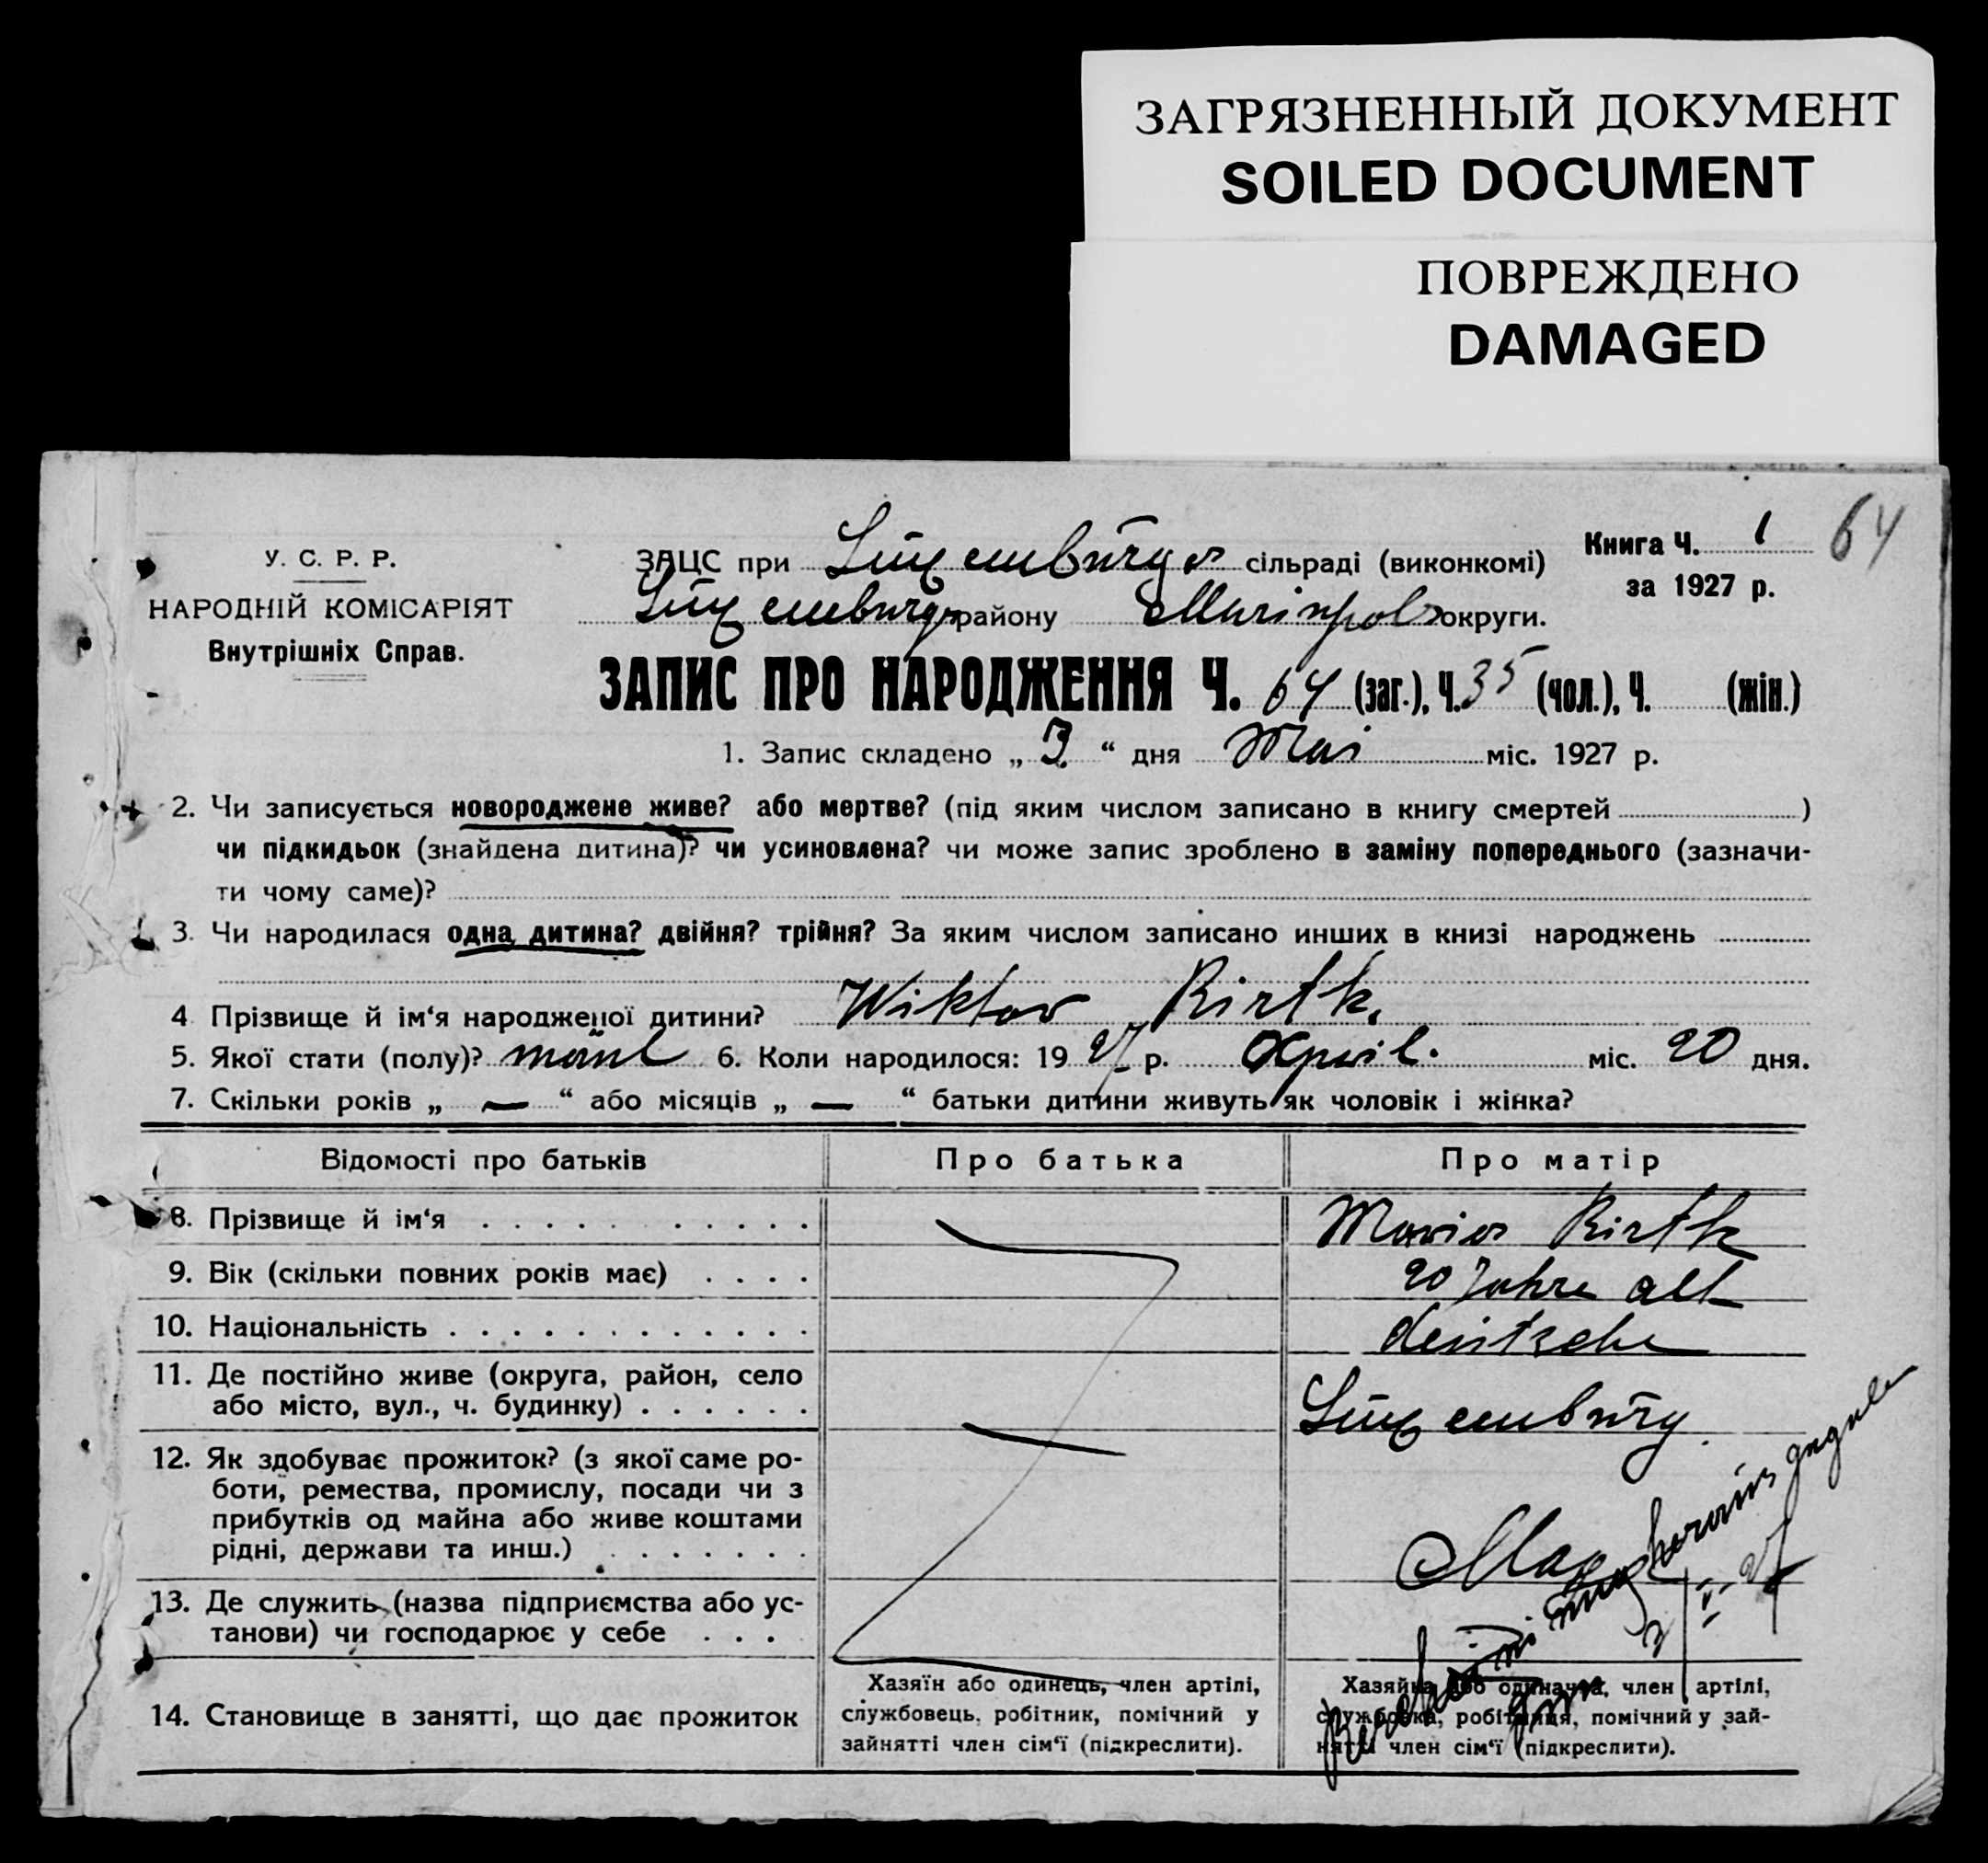 ЗАГРЯЗНЕННЫЙ ДОКУМЕНТ
SOILED DOCUMENT
ПОВРЕЖДЕНО
DAMAGED
64
У. С. Р. Р.
НАРОДНІЙ КОМІСАРІЯТ
Внутрішніх Справ.
ЗАЦС при Lüxemburger сільраді (виконкомі)
Lüxemburger району Mariupoler округи.
Книга Ч. 1
за 1927 р.
ЗАПИС ПРО НАРОДЖЕННЯ Ч. 64 (заг.), Ч. 35 (чол.), Ч. (жін.)
1. Запис складено „ 3. “ дня Mai міс. 1927 р.
2. Чи записується новороджене живе? або мертве? (під яким числом записано в книгу смертей )
чи підкидьок (знайдена дитина)? чи усиновлена? чи може запис зроблено в заміну попереднього (зазначи-
ти чому саме)?
3. Чи народилася одна дитина? двійня? трійня? За яким числом записано инших в книзі народжень
4 Прізвище й ім‘я народженої дитини? Wiktor
5. Якої стати (полу)? mänl 6. Коли народилося: 1927 р. April. міс. 20 дня.
7. Скільки років „ — “ або місяців „ — “ батьки дитини живуть як чоловік і жінка?
Відомості про батьків
Про батька
Про матір
8. Прізвище й ім‘я Maria
9. Вік (скільки повних років має) 20 Jahre alt
10. Національність deutsche
11. Де постійно живе (округа, район, село
або місто, вул., ч. будинку) Lüxemburg
12. Як здобуває прожиток? (з якої саме ро-
боти, ремества, промислу, посади чи з
прибутків од майна або живе коштами
рідні, держави та инш.) Mag
13. Де служить (назва підприємства або ус-
танови) чи господарює у себе
14. Становище в занятті, що дає прожиток
Хазяїн або одинець, член артілі,
службовець, робітник, помічний у
зайнятті член сім‘ї (підкреслити).
Хазяйка або одиначка, член артілі,
службовка, робітниця, помічний у зай-
нятті член сім‘ї (підкреслити).